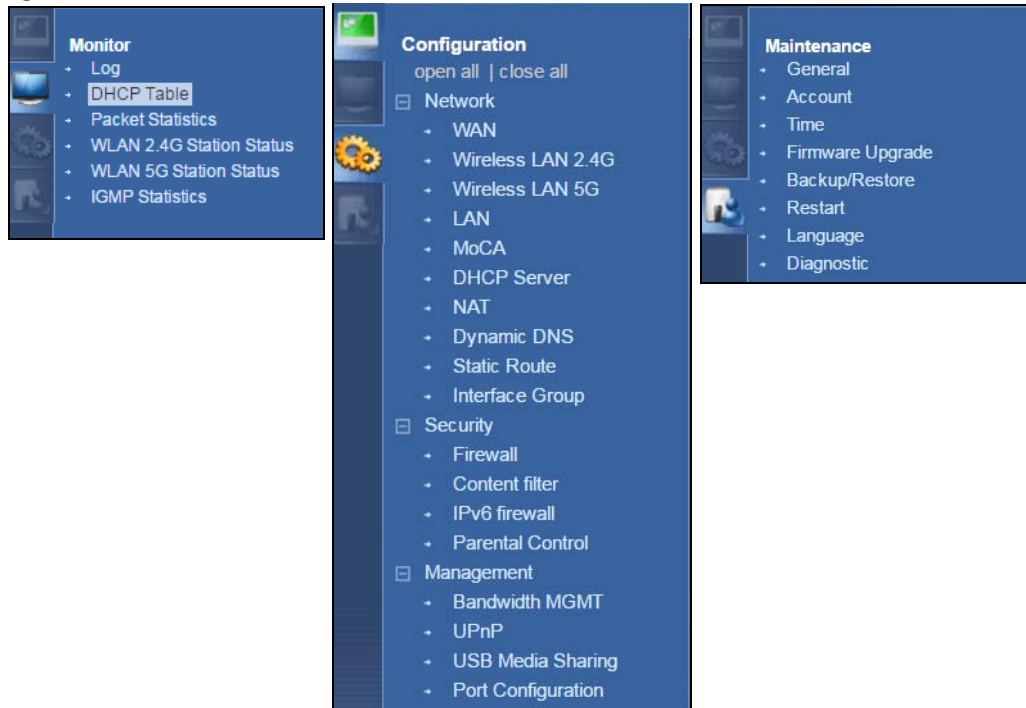 Monitor
Log
DHCP Table
Packet Statistics
WLAN 2.4G Station Status
WLAN 5G Station Status
IGMP Statistics
Configuration
open all | close all
Network
WAN
Wireless LAN 2.4G
Wireless LAN 5G
LAN
MoCA
DHCP Server
NAT
Dynamic DNS
Static Route
Interface Group
Security
Firewall
Content filter
IPv6 firewall
Parental Control
Management
Bandwidth MGMT
UPnP
USB Media Sharing
Port Configuration
Maintenance
General
Account
Time
Firmware Upgrade
Backup/Restore
Restart
Language
Diagnostic